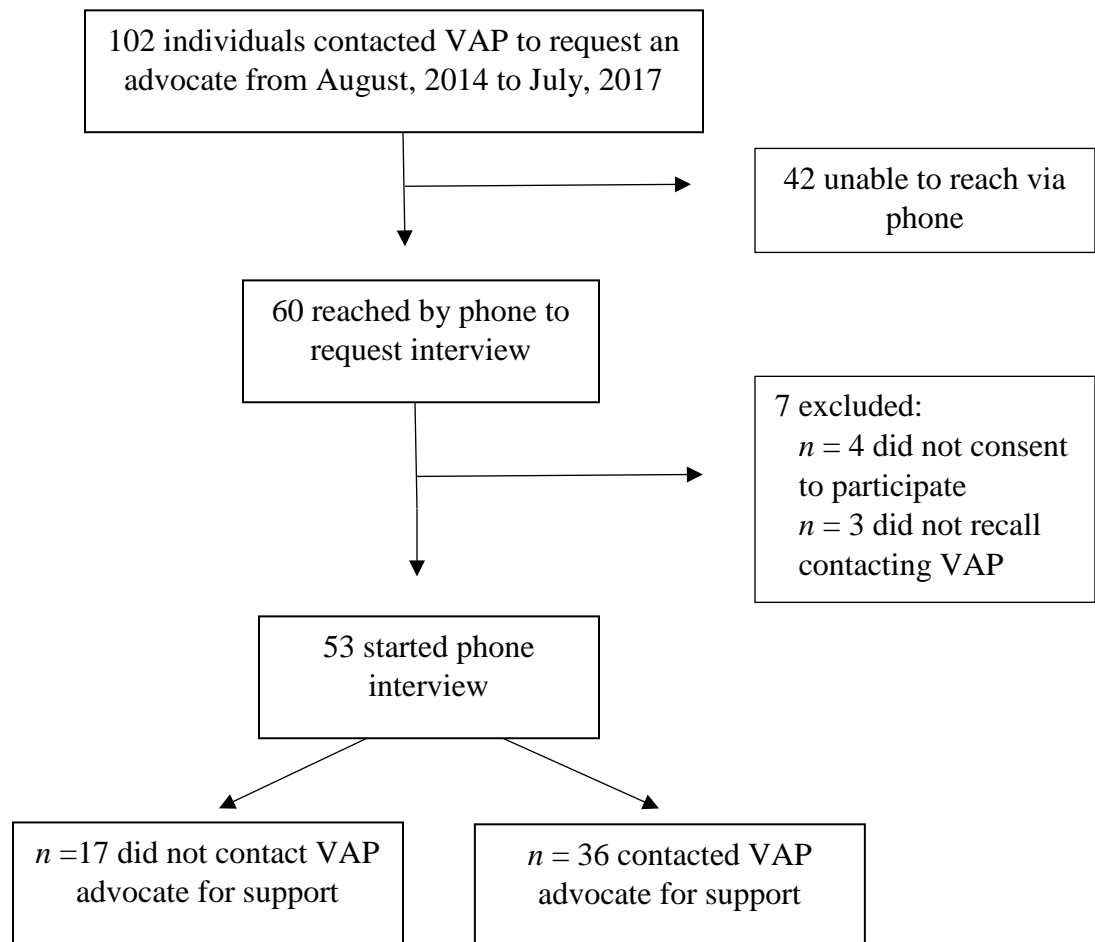 102 individuals contacted VAP to request an
advocate from August, 2014 to July, 2017
42 unable to reach via
phone
60 reached by phone to
request interview
7 excluded:
n = 4 did not consent
to participate
n = 3 did not recall
contacting VAP
53 started phone
interview
n =17 did not contact VAP
advocate for support
n = 36 contacted VAP
advocate for support